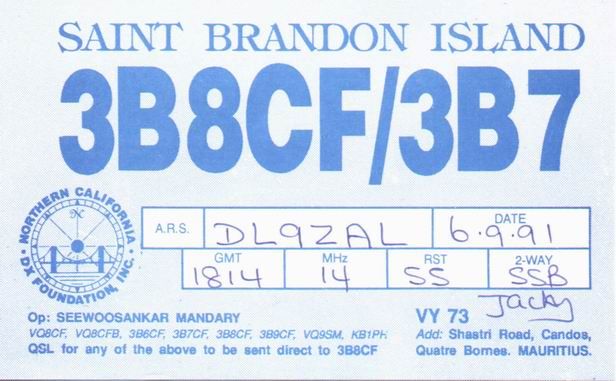 SAINT BRANDON ISLAND
3B8CF/3B7
NORTHERN CALIFORNIA
DX FOUNDATION, INC.
N
A.R.S. DL9ZAL 6.9.91 DATE
GMT MHz RST 2-WAY
1814 14 SS SSB
Op: SEEWOOSANKAR MANDARY VY 73 Jacky
VQ8CF, VQ8CFB, 3B6CF, 3B7CF, 3B8CF, 3B9CF, VQ9SM, KB1PH Add: Shastri Road, Candos,
QSL for any of the above to be sent direct to 3B8CF Quatre Bornes. MAURITIUS.